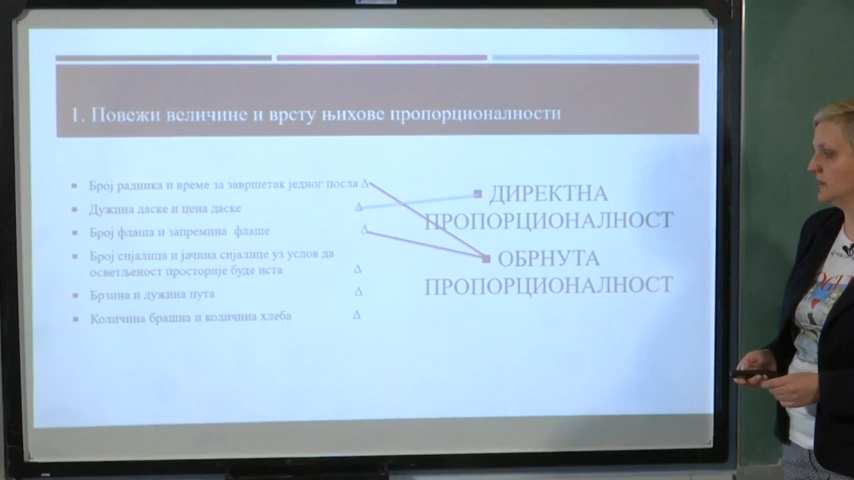 1. Повежи величине и врсту њихове пропорционалности
Број радника и време за завршетак једног посла Δ
Дужина даске и цена даске Δ
Број флаша и запремина флаше Δ
Број сијалица и јачина сијалице уз услов да
осветљеност просторије буде иста Δ
Брзина и дужина пута Δ
Количина брашна и количина хлеба Δ
ДИРЕКТНА
ПРОПОРЦИОНАЛНОСТ
ОБРНУТА
ПРОПОРЦИОНАЛНОСТ